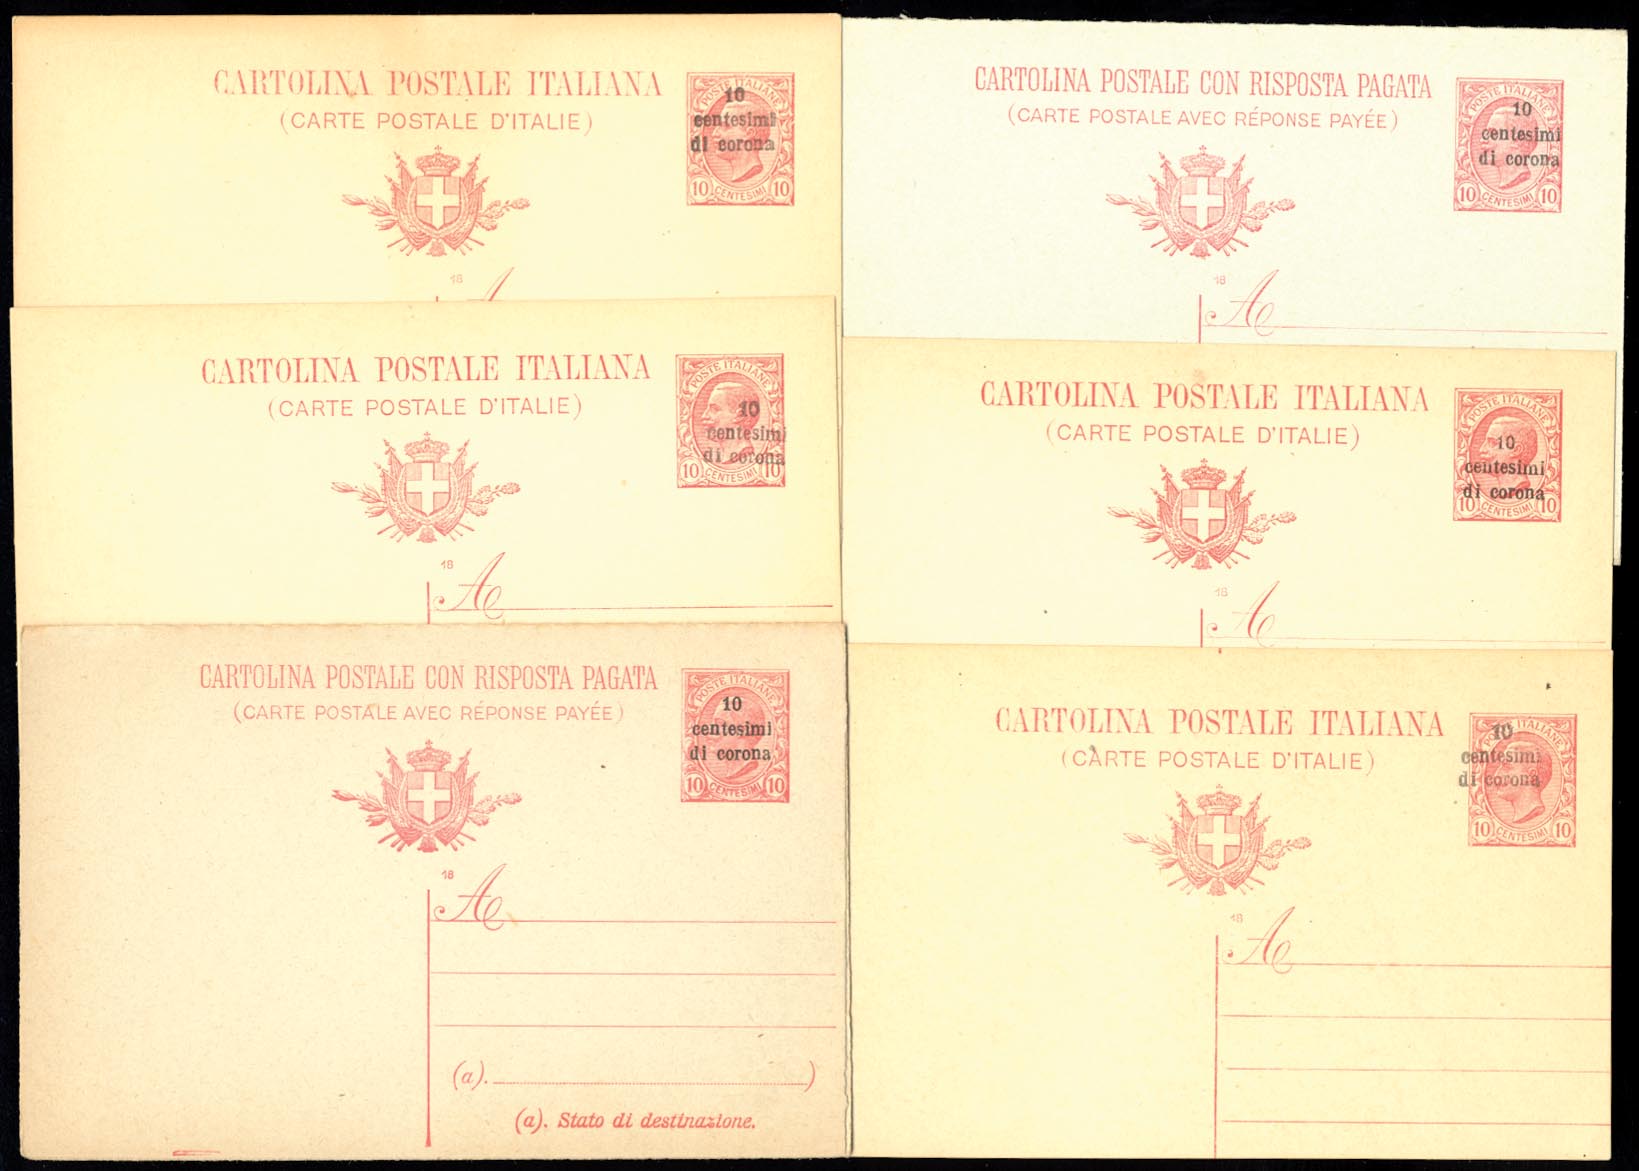 CARTOLINA POSTALE ITALIANA
(CARTE POSTALE D'ITALIE)
POSTE ITALIANE
10
centesimi
di corona
10 CENTESIMI 10
18
A
CARTOLINA POSTALE CON RISPOSTA PAGATA
(CARTE POSTALE AVEC RÉPONSE PAYÉE)
POSTE ITALIANE
10
centesimi
di corona
10 CENTESIMI 10
18
A
CARTOLINA POSTALE ITALIANA
(CARTE POSTALE D'ITALIE)
POSTE ITALIANE
10
centesimi
di corona
10 CENTESIMI 10
18
A
CARTOLINA POSTALE ITALIANA
(CARTE POSTALE D'ITALIE)
POSTE ITALIANE
10
centesimi
di corona
10 CENTESIMI 10
18
A
CARTOLINA POSTALE CON RISPOSTA PAGATA
(CARTE POSTALE AVEC RÉPONSE PAYÉE)
POSTE ITALIANE
10
centesimi
di corona
10 CENTESIMI 10
18
A
(a). )
(a). Stato di destinazione.
CARTOLINA POSTALE ITALIANA
(CARTE POSTALE D'ITALIE)
POSTE ITALIANE
10
centesimi
di corona
10 CENTESIMI 10
18
A